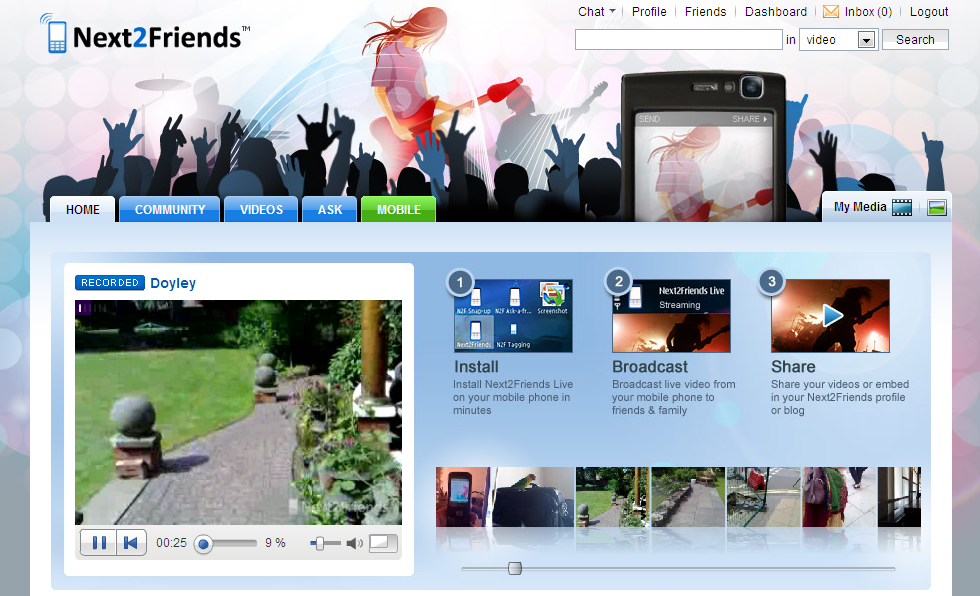 Chat Profile Friends Dashboard Inbox (0) Logout
Next2Friends™
in video Search
SEND SHARE
HOME COMMUNITY VIDEOS ASK MOBILE
My Media
RECORDED Doyley
1
2
3
N2F Snap-up N2F Ask-a-fr... Screenshot
Next2Friends N2F Tagging
Next2Friends Live
Streaming
Install
Install Next2Friends Live
on your mobile phone in
minutes
Broadcast
Broadcast live video from
your mobile phone to
friends & family
Share
Share your videos or embed
in your Next2Friends profile
or blog
00:25 9 %